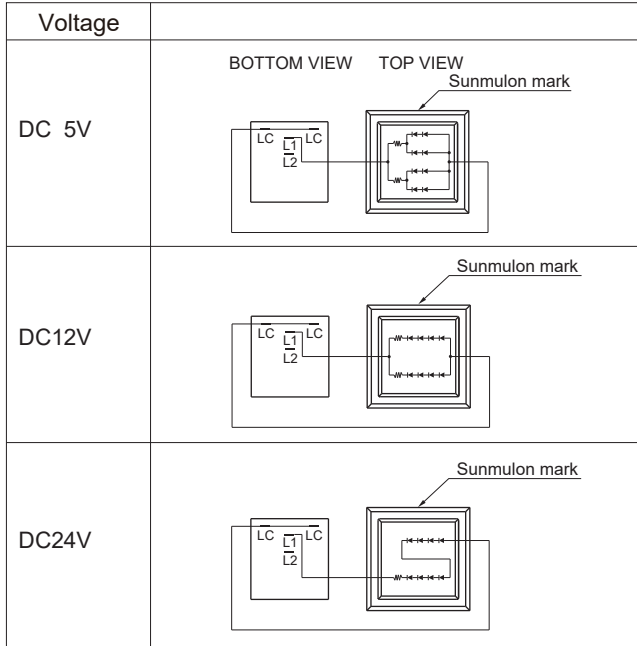 Voltage
DC 5V
BOTTOM VIEW TOP VIEW
Sunmulon mark
LC L1 LC
L2
DC12V
Sunmulon mark
LC L1 LC
L2
DC24V
Sunmulon mark
LC L1 LC
L2